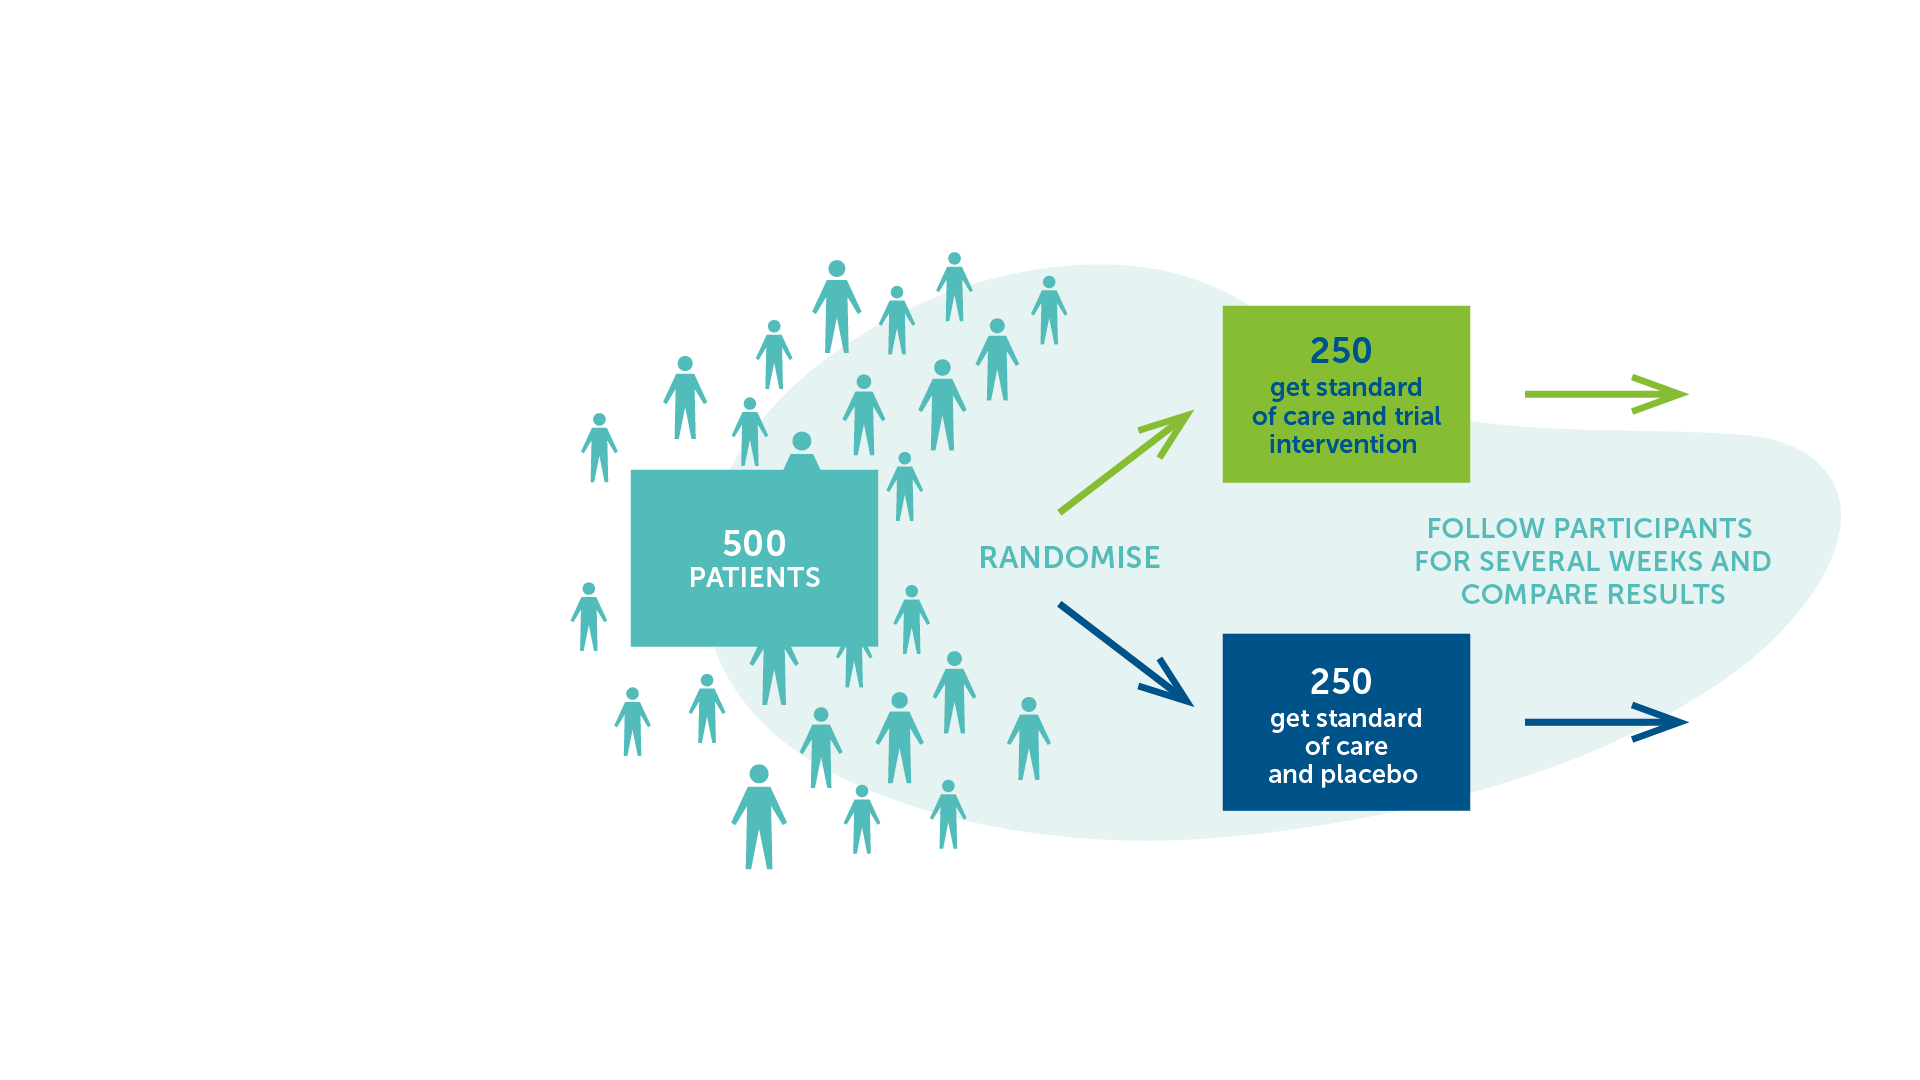 500
PATIENTS
RANDOMISE
250
get standard
of care and trial
intervention
250
get standard
of care
and placebo
FOLLOW PARTICIPANTS
FOR SEVERAL WEEKS AND
COMPARE RESULTS